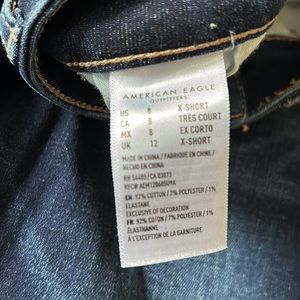 AMERICAN EAGLE
OUTFITTERS
US 8 X-SHORT
CA 8 TRÈS COURT
MX 8 EX CORTO
UK 12 X-SHORT
MADE IN CHINA / FABRIQUÉ EN CHINE /
HECHO EN CHINA
RN 54485/CA 03073
EN: 92% COTTON / 7% POLYESTER / 1%
ELASTANE
EXCLUSIVE OF DECORATION
FR: 92% COTON / 7% POLYESTER / 1%
ÉLASTHANNE
À L'EXCEPTION DE LA GARNITURE